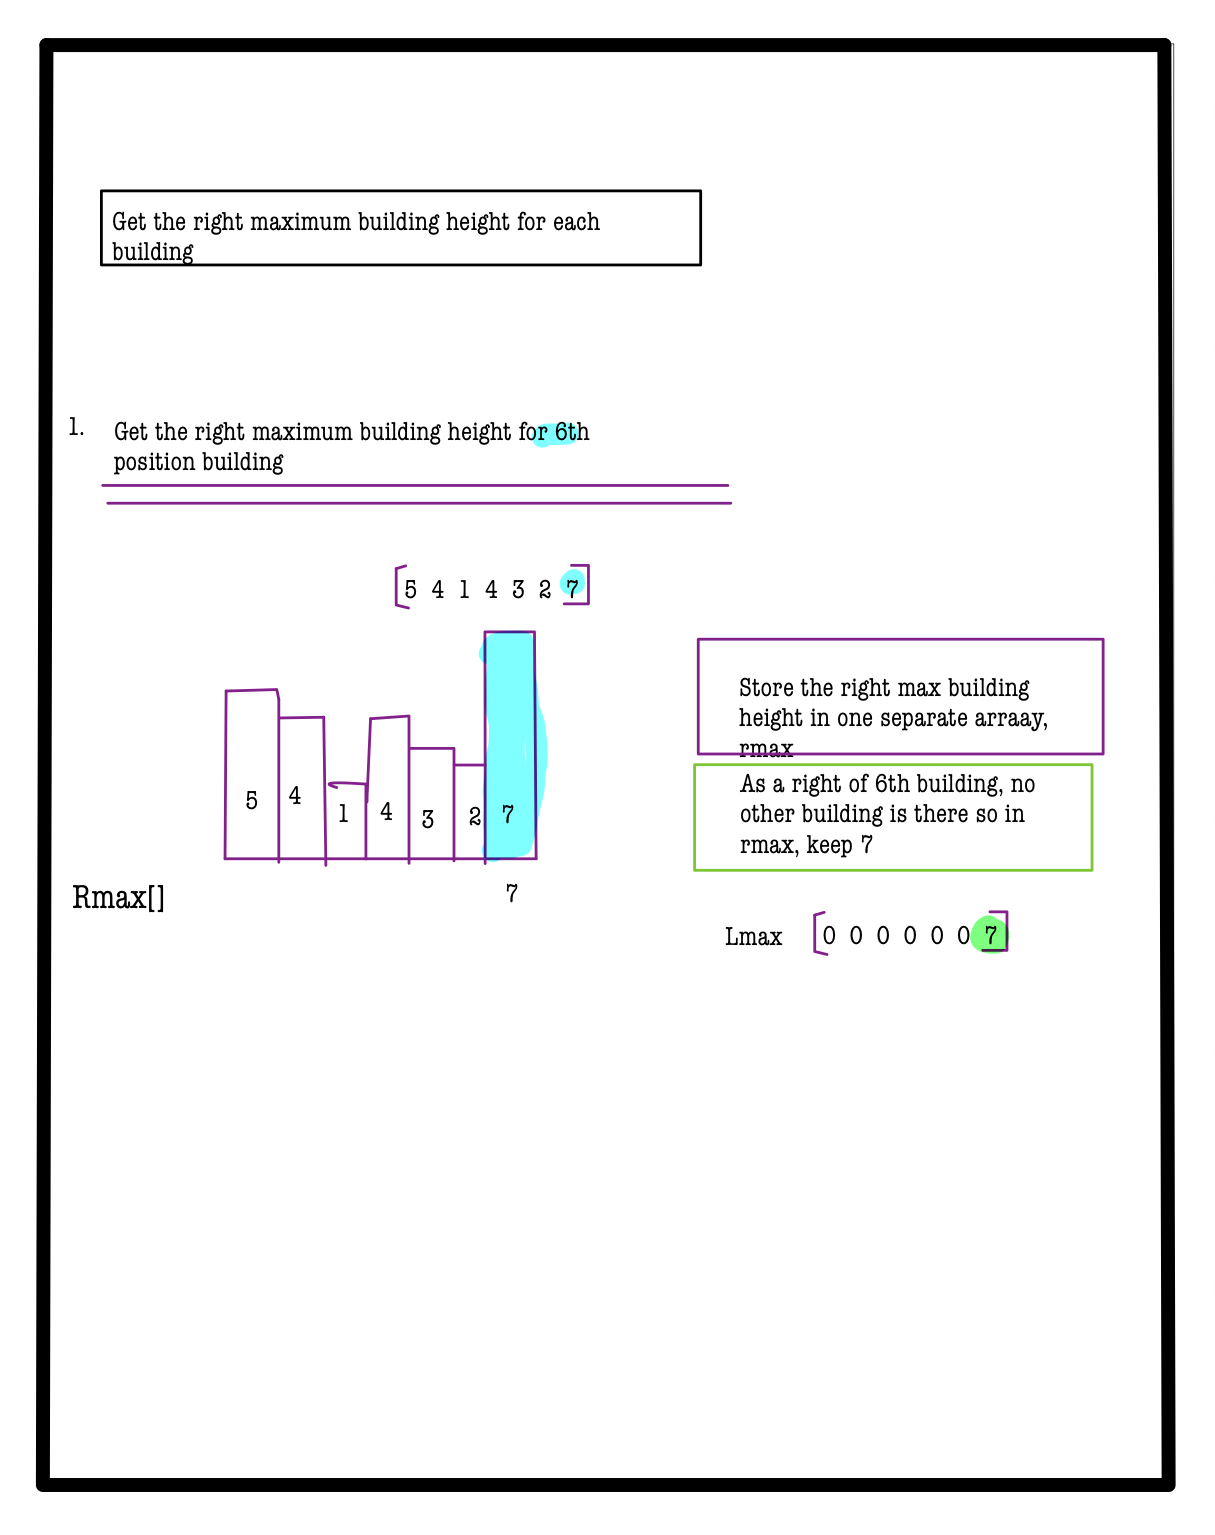 Get the right maximum building height for each
building
1.
Get the right maximum building height for 6th
position building
[5 4 1 4 3 2 7]
Store the right max building
height in one separate arraay,
rmax
As a right of 6th building, no
other building is there so in
rmax, keep 7
5 4 1 4 3 2 7
Rmax[]
7
Lmax [0 0 0 0 0 0 7]